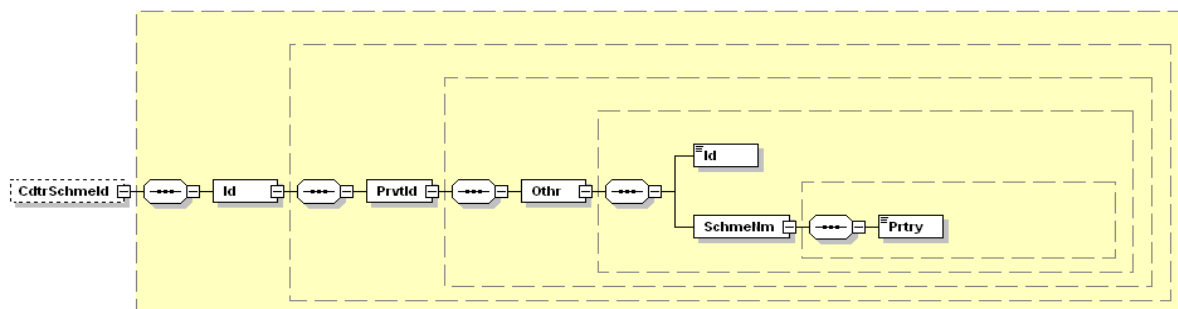 CdtrSchmeId
Id
PrvtId
Othr
Id
SchmeNm
Prtry